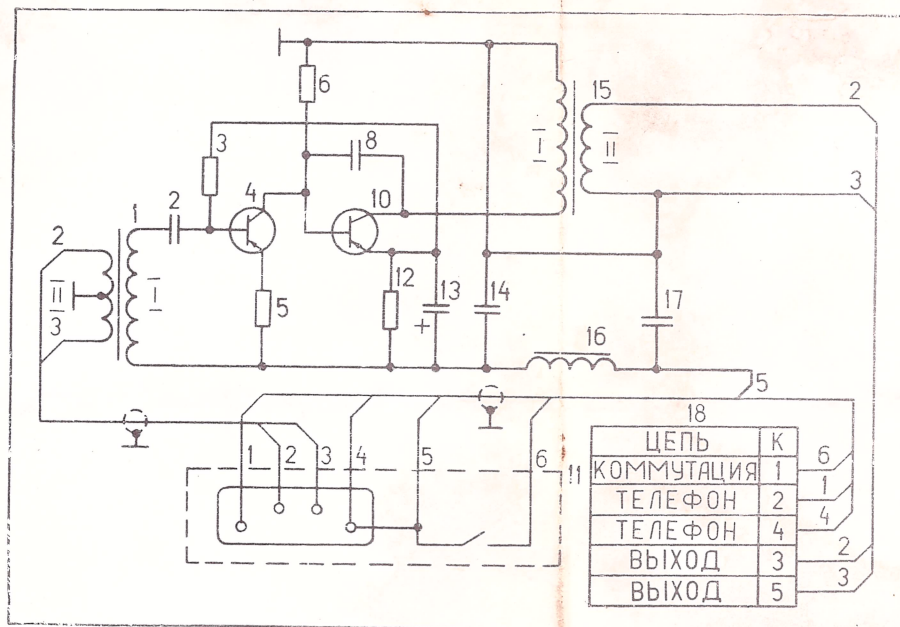 6
15
2
3
8
I
II
4
10
3
2
1
2
II
3
I
5
12
13
+
14
17
16
5
18
1
2
3
4
5
6
11
ЦЕПЬ К
КОММУТАЦИЯ 1 6
ТЕЛЕФОН 2 1
ТЕЛЕФОН 4 4
ВЫХОД 3 2
ВЫХОД 5 3